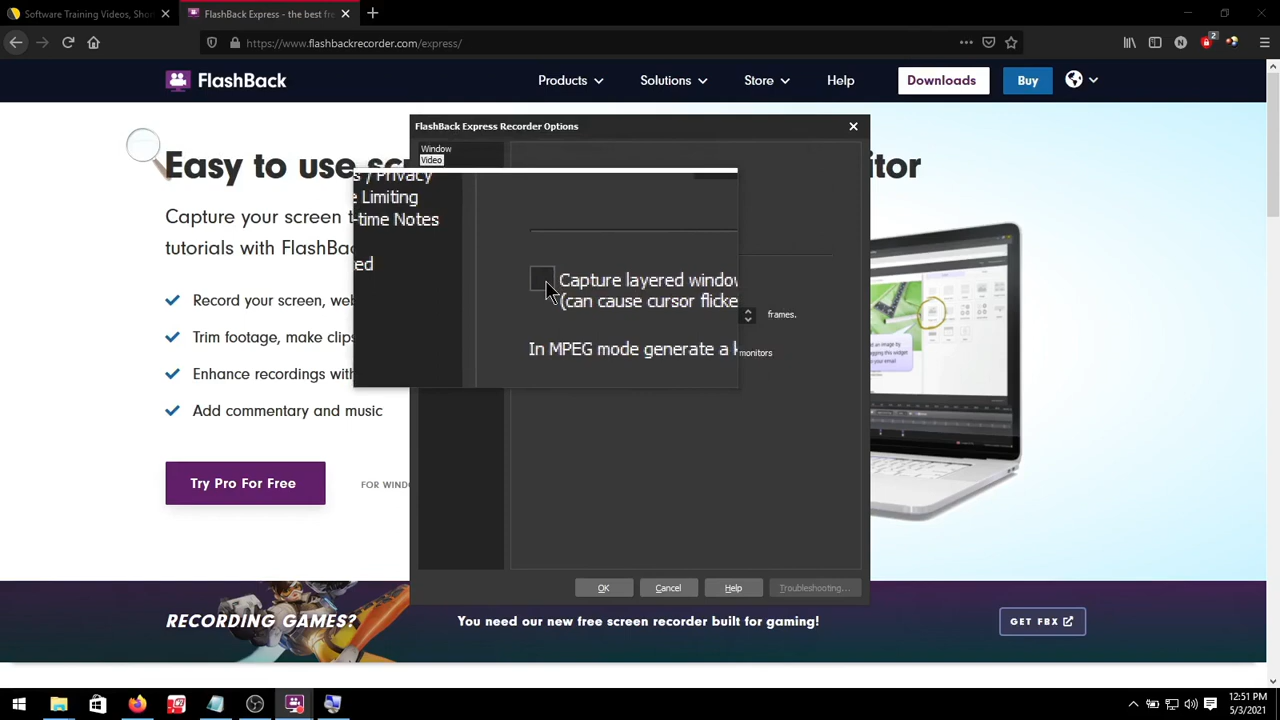 Software Training Videos, Sho
FlashBack Express - the best fre
https://www.flashbackrecorder.com/express/
2
FlashBack
Products
Solutions
Store
Help
Downloads
Buy
FlashBack Express Recorder Options
Window
Video
Easy to use sc
itor
s / Privacy
e Limiting
-time Notes
ed
Capture layered window
(can cause cursor flicke
frames.
In MPEG mode generate a k
monitors
Capture your screen t
tutorials with FlashBac
Record your screen, web
Trim footage, make clips
Enhance recordings with
Add commentary and music
Try Pro For Free
FOR WINDO
OK
Cancel
Help
Troubleshooting...
RECORDING GAMES?
You need our new free screen recorder built for gaming!
GET FBX
12:51 PM
5/3/2021